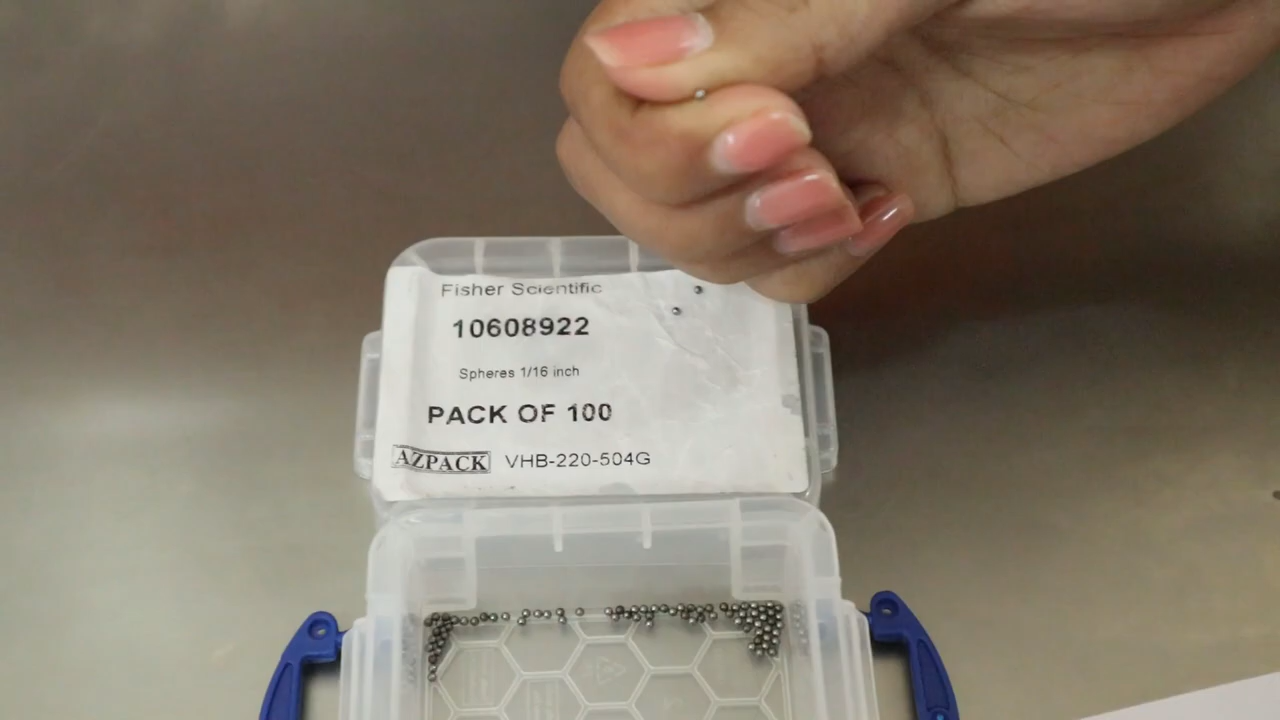 Fisher Scientific
10608922
Spheres 1/16 inch
PACK OF 100
AZPACK VHB-220-504G